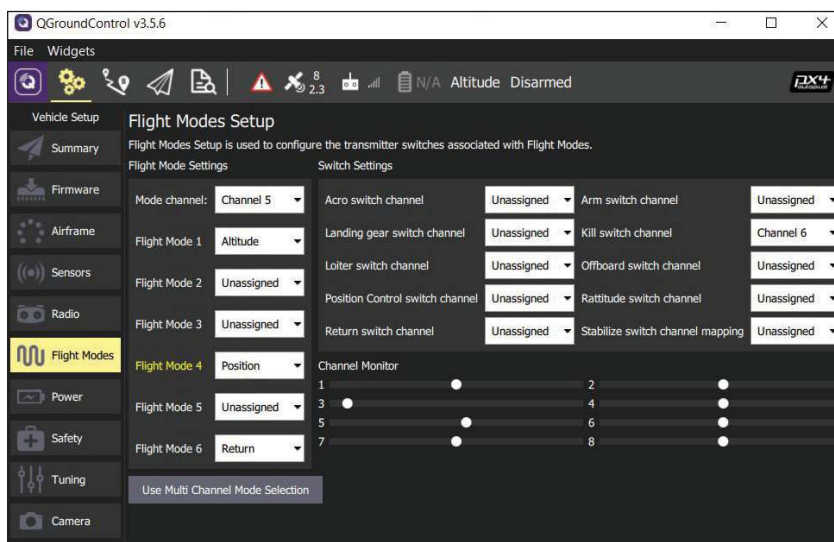 QGroundControl v3.5.6
File Widgets
8
2.3
N/A Altitude Disarmed
PX4
Vehicle Setup
Summary
Firmware
Airframe
Sensors
Radio
Flight Modes
Power
Safety
Tuning
Camera
Flight Modes Setup
Flight Modes Setup is used to configure the transmitter switches associated with Flight Modes.
Flight Mode Settings
Mode channel: Channel 5
Flight Mode 1 Altitude
Flight Mode 2 Unassigned
Flight Mode 3 Unassigned
Flight Mode 4 Position
Flight Mode 5 Unassigned
Flight Mode 6 Return
Use Multi Channel Mode Selection
Switch Settings
Acro switch channel Unassigned Arm switch channel Unassigned
Landing gear switch channel Unassigned Kill switch channel Channel 6
Loiter switch channel Unassigned Offboard switch channel Unassigned
Position Control switch channel Unassigned Rattitude switch channel Unassigned
Return switch channel Unassigned Stabilize switch channel mapping Unassigned
Channel Monitor
1 2
3 4
5 6
7 8